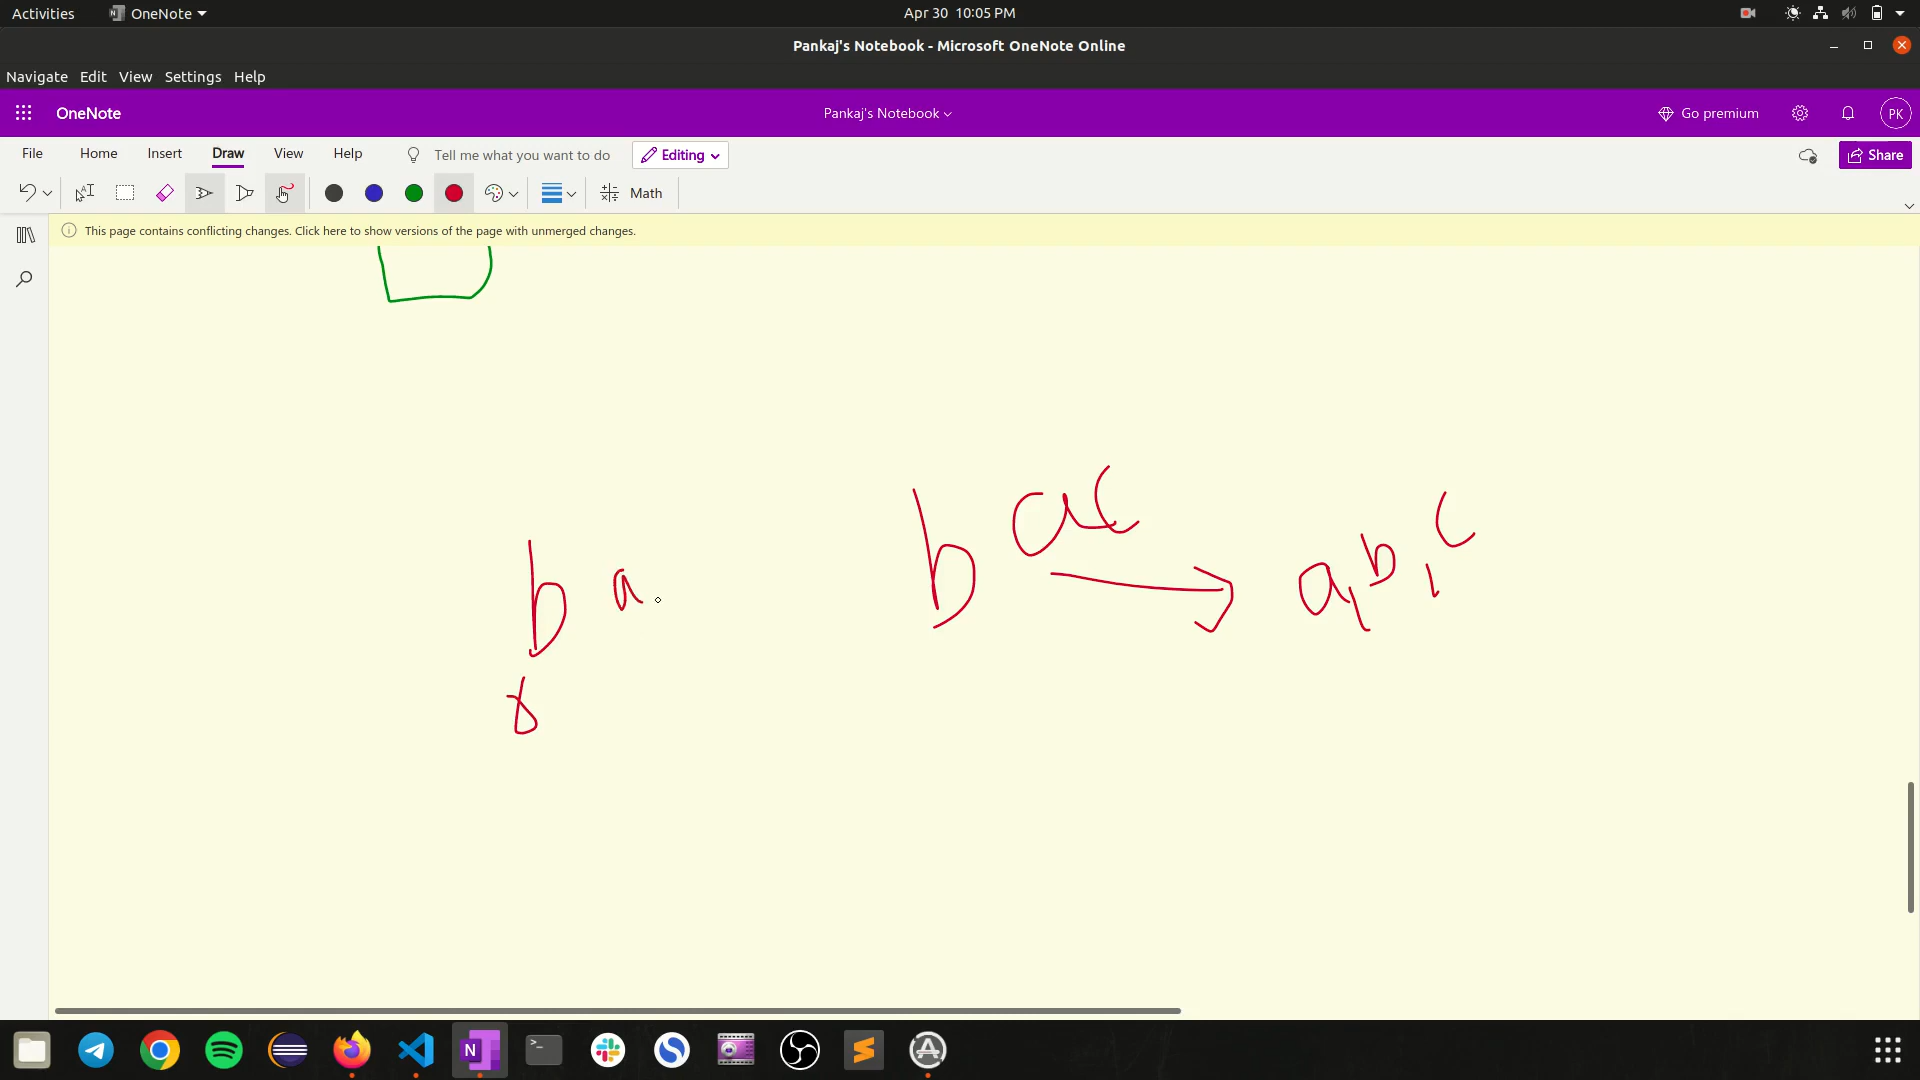 Activities OneNote Apr 30 10:05 PM
Pankaj's Notebook - Microsoft OneNote Online
Navigate Edit View Settings Help
OneNote Pankaj's Notebook Go premium PK
File Home Insert Draw View Help Tell me what you want to do Editing Share
Math
This page contains conflicting changes. Click here to show versions of the page with unmerged changes.
b a c → a, b, c
b a
8